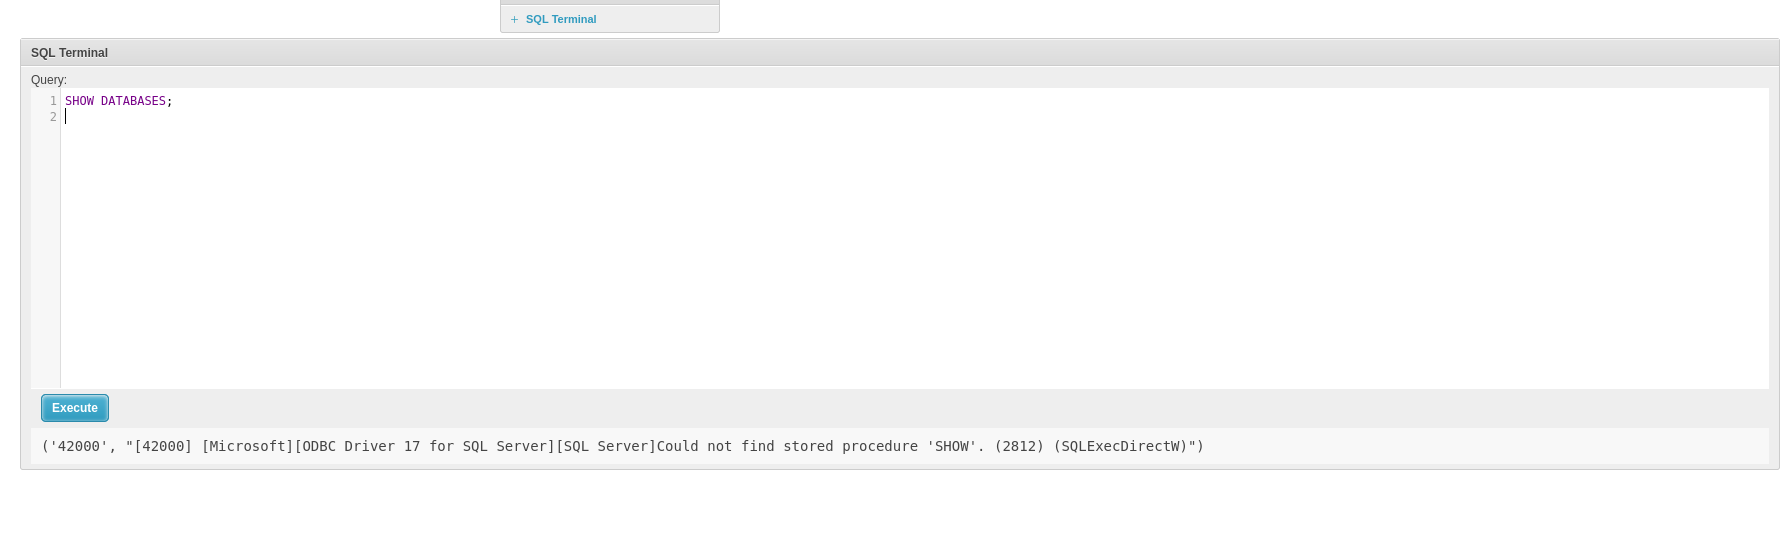 + SQL Terminal
SQL Terminal
Query:
1 SHOW DATABASES;
2
Execute
('42000', "[42000] [Microsoft][ODBC Driver 17 for SQL Server][SQL Server]Could not find stored procedure 'SHOW'. (2812) (SQLExecDirectW)")